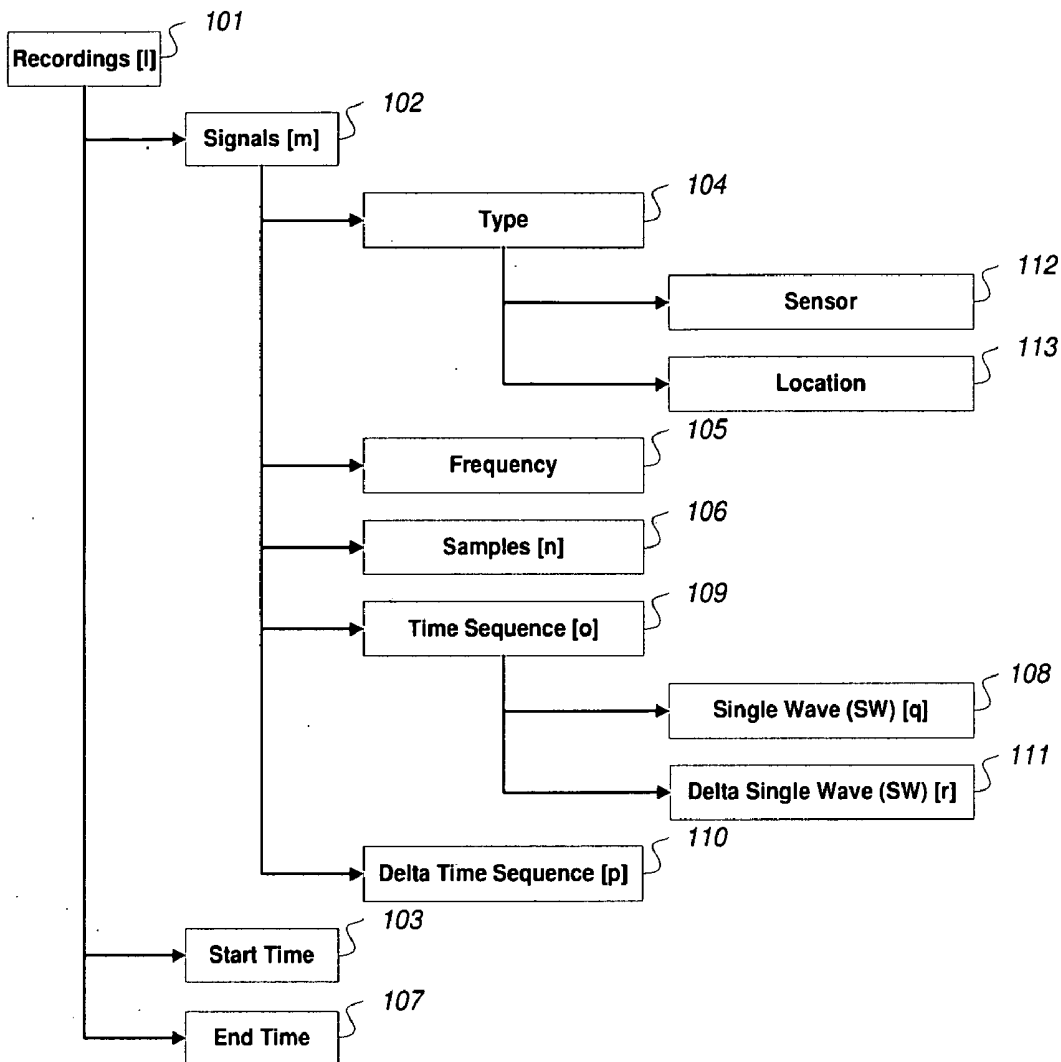 101
Recordings [l]
102
Signals [m]
104
Type
112
Sensor
113
Location
105
Frequency
106
Samples [n]
109
Time Sequence [o]
108
Single Wave (SW) [q]
111
Delta Single Wave (SW) [r]
110
Delta Time Sequence [p]
103
Start Time
107
End Time